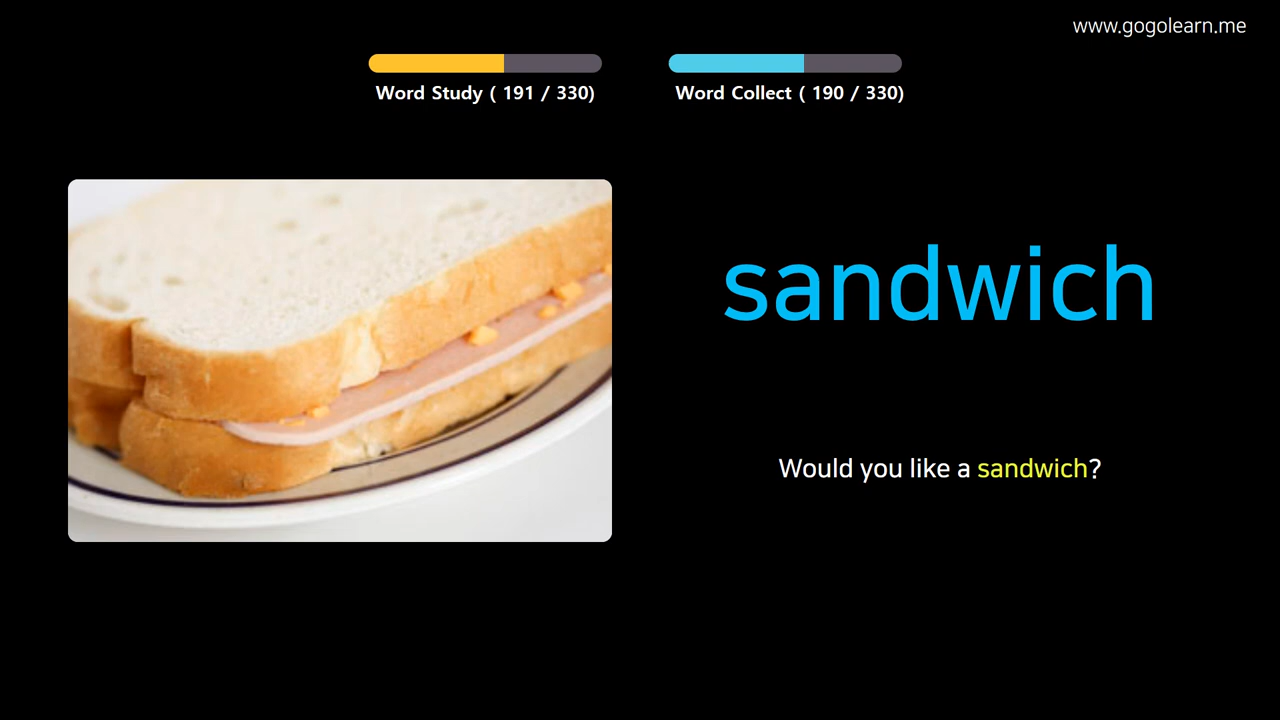 www.gogolearn.me
Word Study ( 191 / 330)
Word Collect ( 190 / 330)
sandwich
Would you like a sandwich?